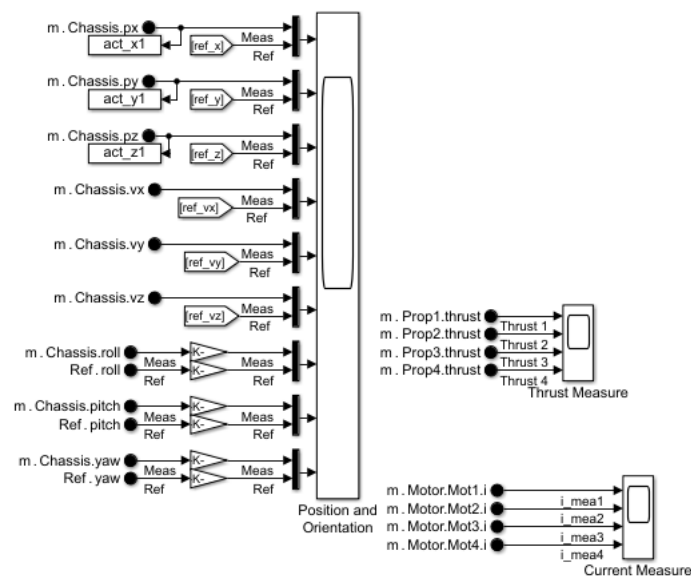 m . Chassis.px
act_x1
[ref_x]
Meas
Ref
m . Chassis.py
act_y1
[ref_y]
Meas
Ref
m . Chassis.pz
act_z1
[ref_z]
Meas
Ref
m . Chassis.vx
[ref_vx]
Meas
Ref
m . Chassis.vy
[ref_vy]
Meas
Ref
m . Chassis.vz
[ref_vz]
Meas
Ref
m . Chassis.roll
Ref . roll
Meas
Ref
-K-
-K-
Meas
Ref
m . Chassis.pitch
Ref . pitch
Meas
Ref
-K-
-K-
Meas
Ref
m . Chassis.yaw
Ref . yaw
Meas
Ref
-K-
-K-
Meas
Ref
Position and
Orientation
m . Prop1.thrust
Thrust 1
m . Prop2.thrust
Thrust 2
m . Prop3.thrust
Thrust 3
m . Prop4.thrust
Thrust 4
Thrust Measure
m . Motor.Mot1.i
i_mea1
m . Motor.Mot2.i
i_mea2
m . Motor.Mot3.i
i_mea3
m . Motor.Mot4.i
i_mea4
Current Measure